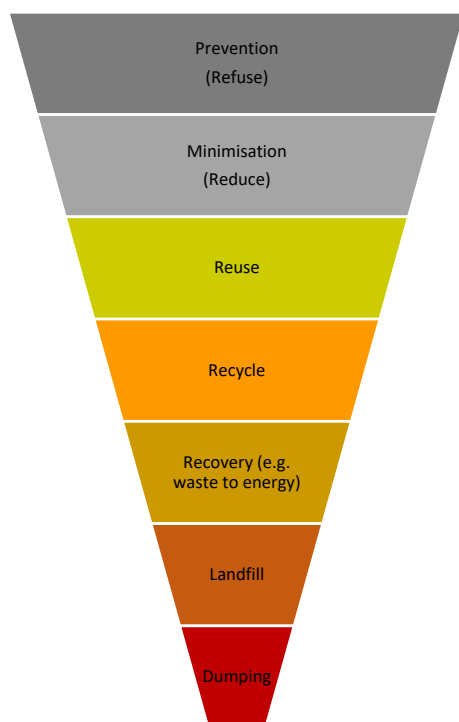 Prevention
(Refuse)
Minimisation
(Reduce)
Reuse
Recycle
Recovery (e.g.
waste to energy)
Landfill
Dumping